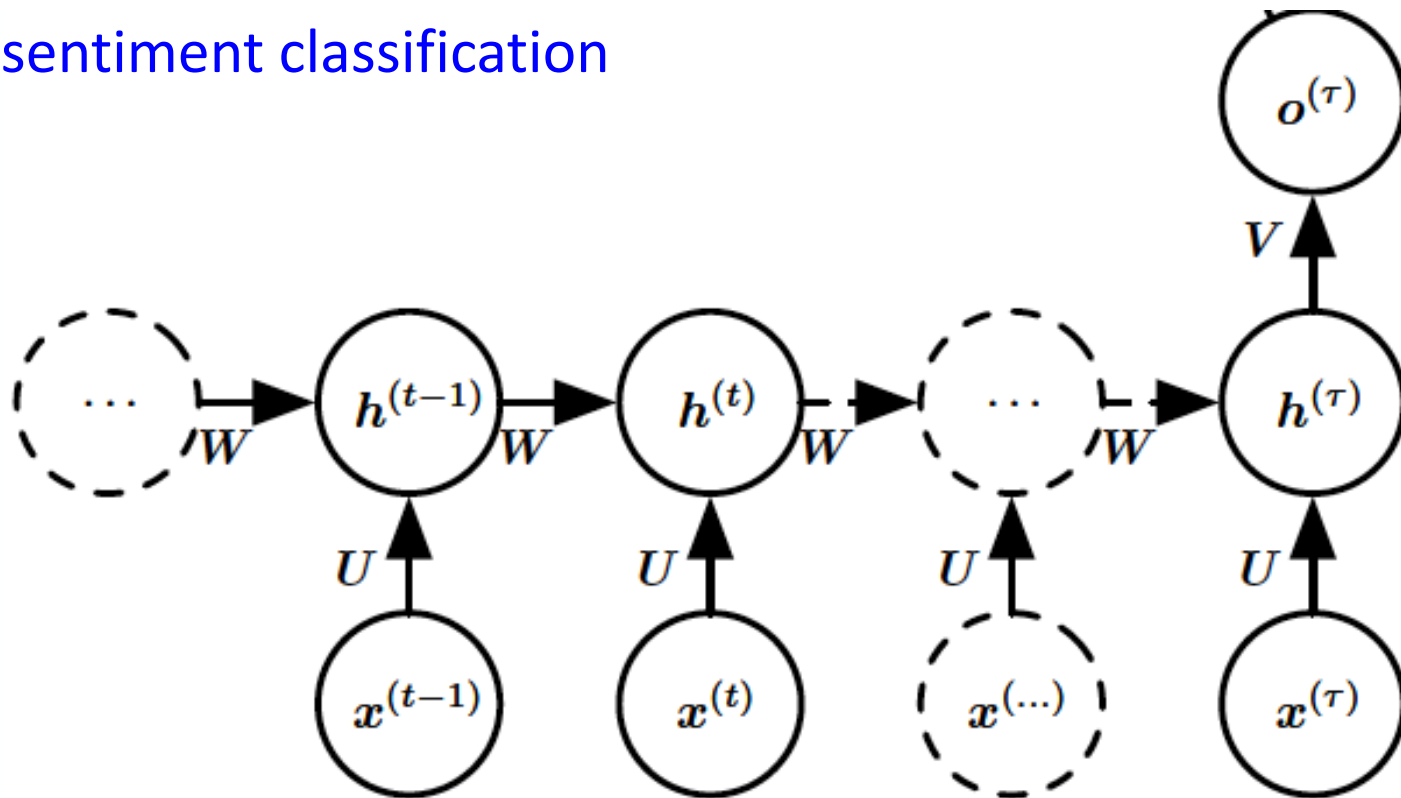 sentiment classification
o^(τ)
V
… h^(t−1) h^(t) … h^(τ)
W W W W
U U U U
x^(t−1) x^(t) x^(…) x^(τ)